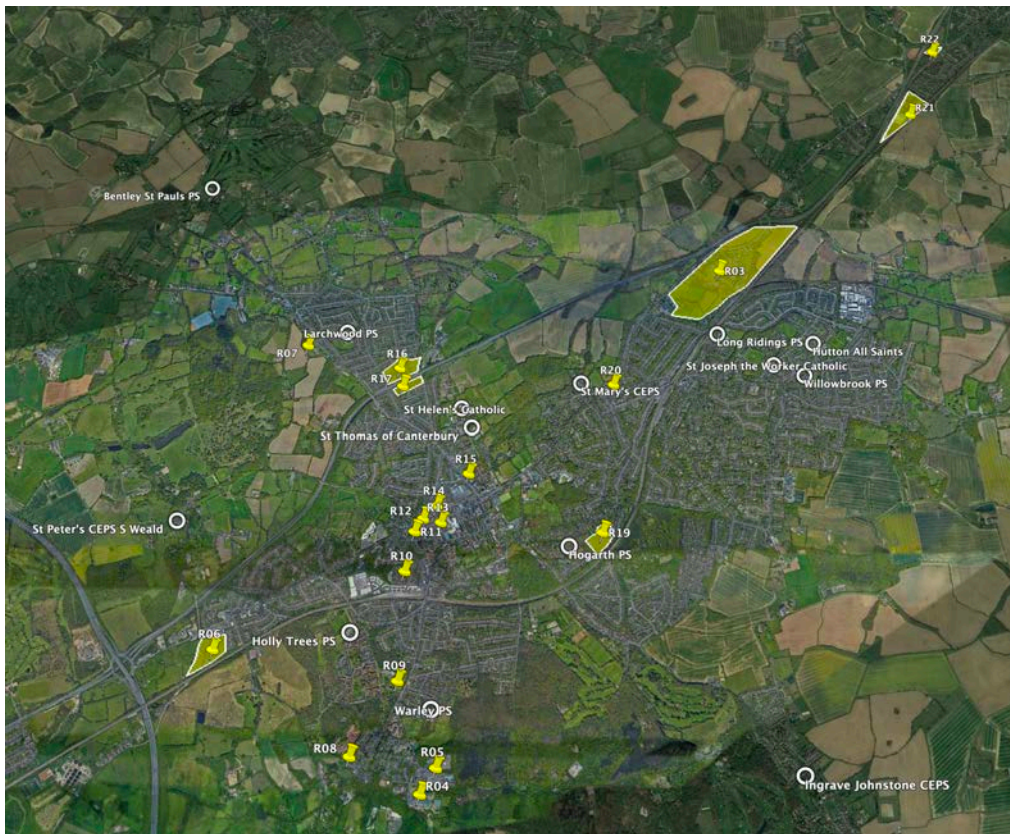 R22
R21
Bentley St Pauls PS
R03
Larchwood PS
R07
Long Ridings PS
Hutton All Saints
R16
St Joseph the Worker Catholic
R17
R20
Willowbrook PS
St Mary's CEPS
St Helen's Catholic
St Thomas of Canterbury
R15
R14
R13
R12
St Peter's CEPS S Weald
R11
R19
Hogarth PS
R10
R06
Holly Trees PS
R09
Warley PS
R08
R05
R04
Ingrave Johnstone CEPS